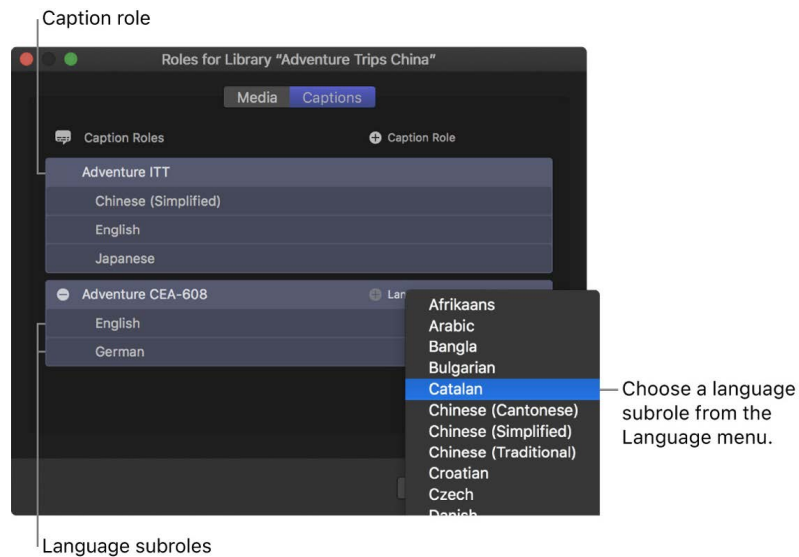 Caption role
Roles for Library "Adventure Trips China"
Media Captions
Caption Roles
Caption Role
Adventure ITT
Chinese (Simplified)
English
Japanese
Adventure CEA-608
Lan
English
German
Afrikaans
Arabic
Bangla
Bulgarian
Catalan
Chinese (Cantonese)
Chinese (Simplified)
Chinese (Traditional)
Croatian
Czech
Danish
Choose a language
subrole from the
Language menu.
Language subroles